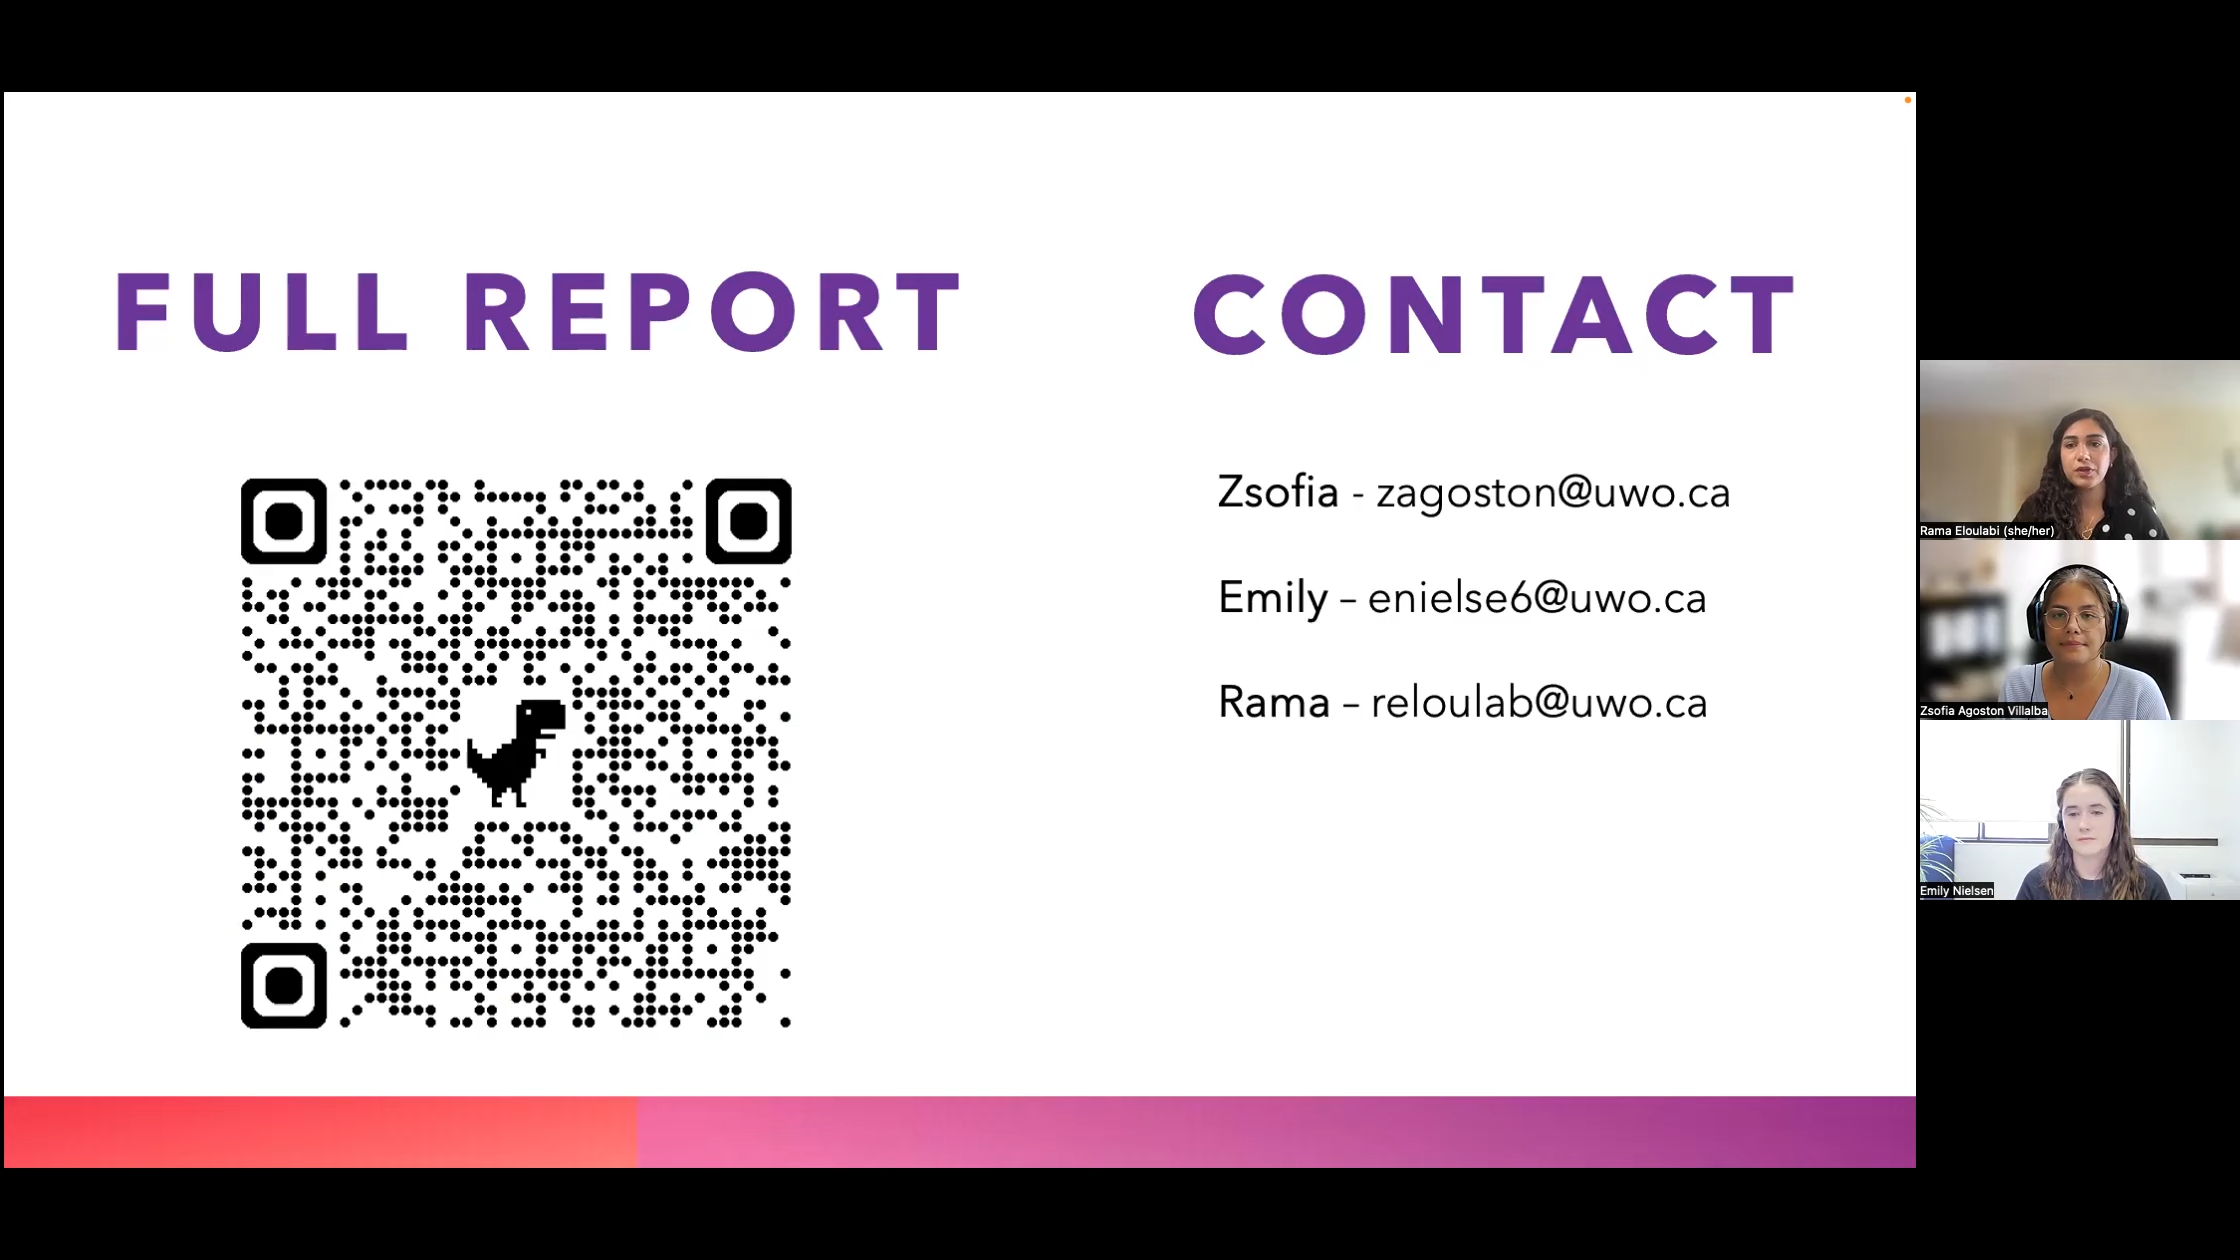 FULL REPORT
CONTACT
Zsofia - zagoston@uwo.ca
Emily – enielse6@uwo.ca
Rama – reloulab@uwo.ca
Rama Eloulabi (she/her)
Zsofia Agoston Villalba
Emily Nielsen